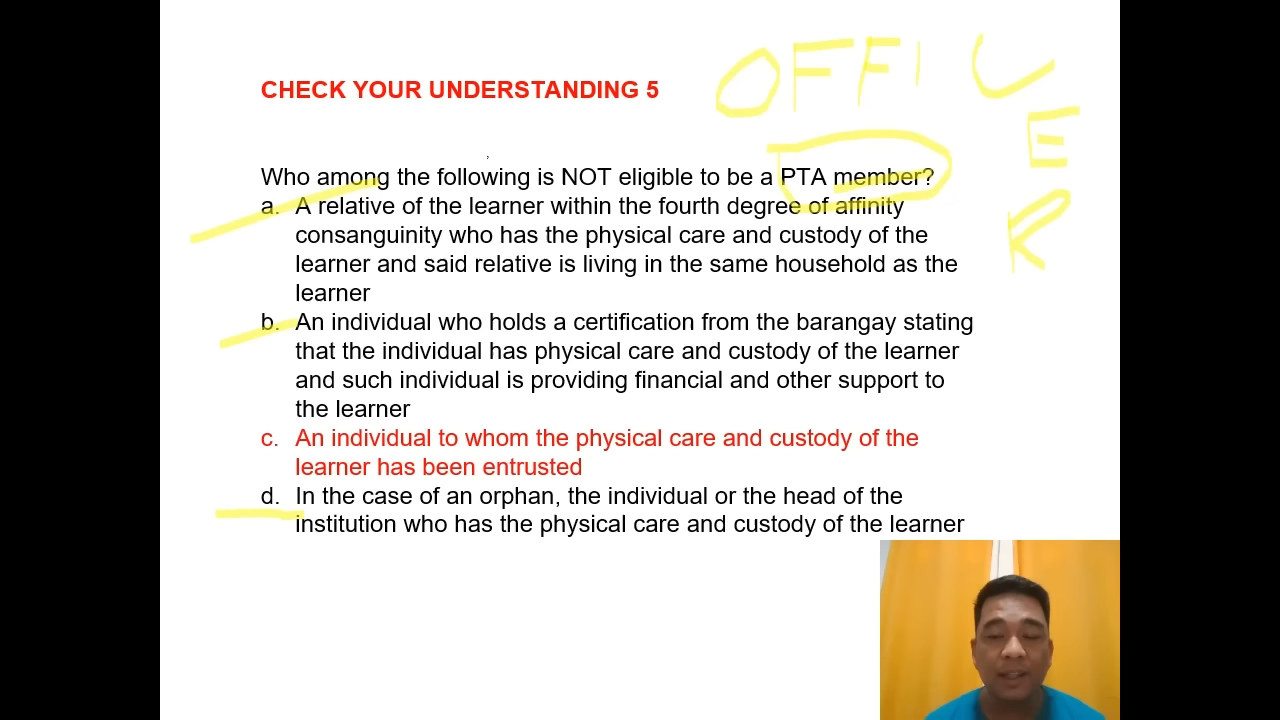 CHECK YOUR UNDERSTANDING 5
OFFICER
Who among the following is NOT eligible to be a PTA member?
a. A relative of the learner within the fourth degree of affinity
consanguinity who has the physical care and custody of the
learner and said relative is living in the same household as the
learner
b. An individual who holds a certification from the barangay stating
that the individual has physical care and custody of the learner
and such individual is providing financial and other support to
the learner
c. An individual to whom the physical care and custody of the
learner has been entrusted
d. In the case of an orphan, the individual or the head of the
institution who has the physical care and custody of the learner